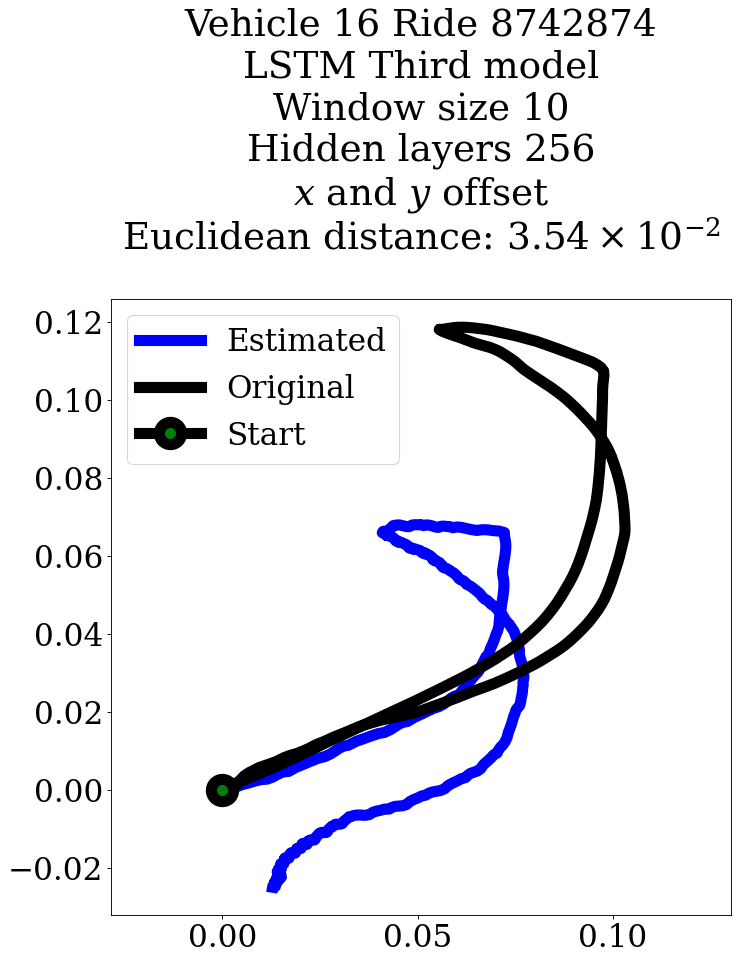 Vehicle 16 Ride 8742874
LSTM Third model
Window size 10
Hidden layers 256
x and y offset
Euclidean distance: 3.54 × 10⁻²
Estimated
Original
Start
0.12
0.10
0.08
0.06
0.04
0.02
0.00
−0.02
0.00 0.05 0.10